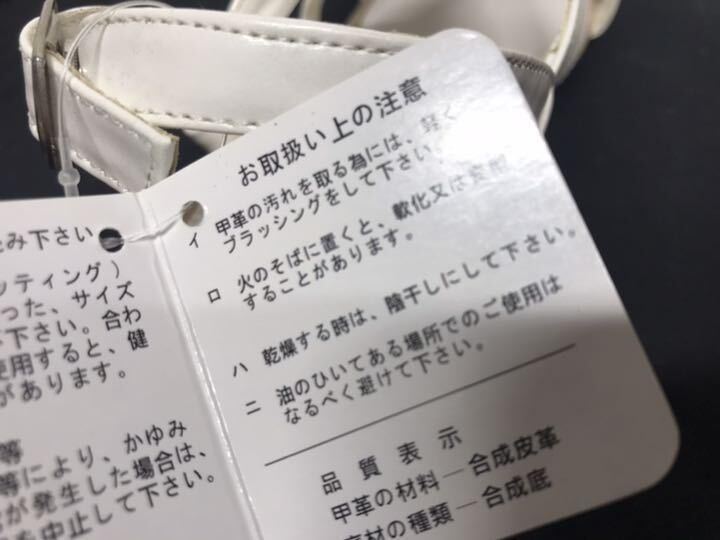 み下さい
ッティング)
った、サイズ
下さい。合わ
使用すると、健
があります。
等
等により、かゆみ
が発生した場合は、
を中止して下さい。
お取扱い上の注意
イ 甲革の汚れを取る為には、軽く
ブラッシングをして下さい。
ロ 火のそばに置くと、軟化又は変形
することがあります。
ハ 乾燥する時は、陰干しにして下さい。
ニ 油のひいてある場所でのご使用は
なるべく避けて下さい。
品質表示
甲革の材料―合成皮革
底材の種類―合成底